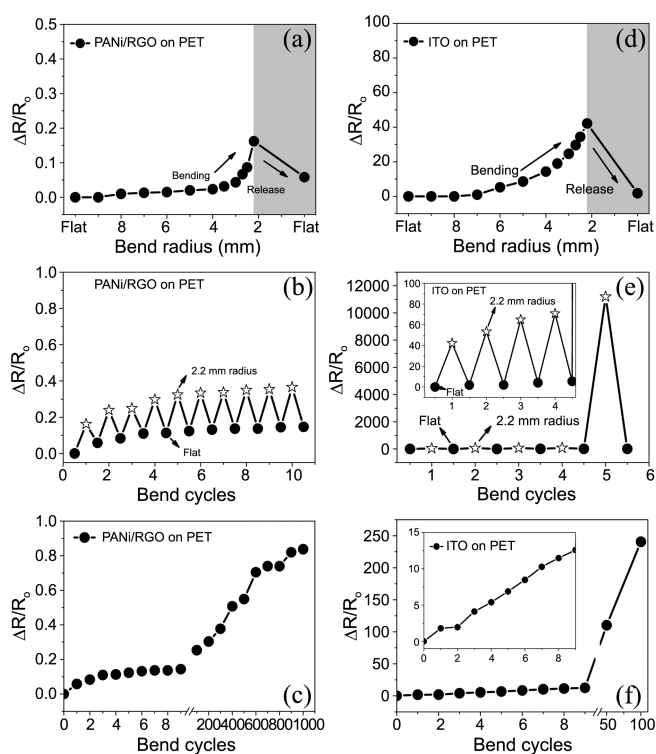 (a)
PANi/RGO on PET
ΔR/Ro
0.5
0.4
0.3
0.2
0.1
0.0
Bending
Release
Flat 8 6 4 2 Flat
Bend radius (mm)
(d)
ITO on PET
ΔR/Ro
100
80
60
40
20
0
Bending
Release
Flat 8 6 4 2 Flat
Bend radius (mm)
(b)
PANi/RGO on PET
ΔR/Ro
1.0
0.8
0.6
0.4
0.2
0.0
2.2 mm radius
Flat
0 2 4 6 8 10
Bend cycles
(e)
ΔR/Ro
12000
10000
8000
6000
4000
2000
0
ITO on PET
100
80
60
40
20
0
2.2 mm radius
Flat
1 2 3 4
Flat
2.2 mm radius
0 1 2 3 4 5 6
Bend cycles
(c)
PANi/RGO on PET
ΔR/Ro
1.0
0.8
0.6
0.4
0.2
0.0
0 2 4 6 8 200 400 600 800 1000
Bend cycles
(f)
ΔR/Ro
250
200
150
100
50
0
ITO on PET
15
10
5
0
0 2 4 6 8
0 2 4 6 8 50 100
Bend cycles